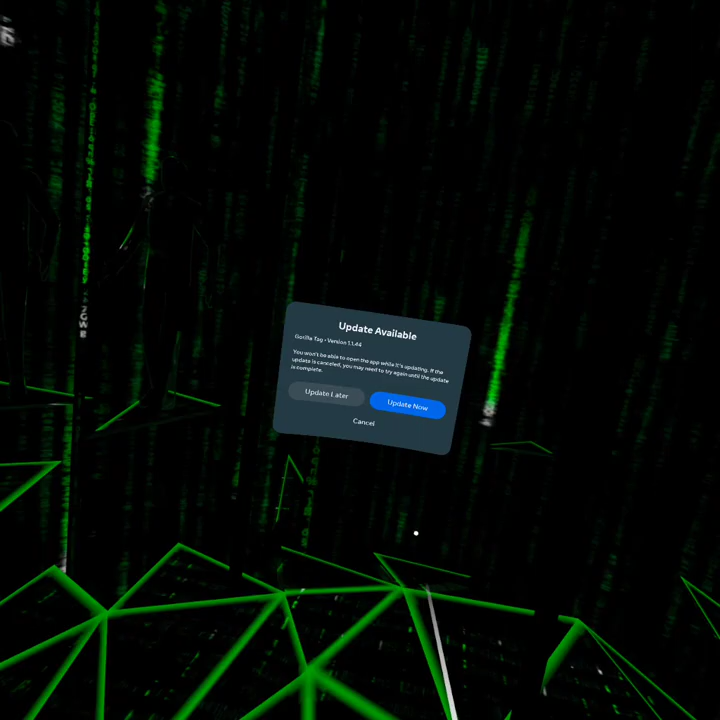 Update Available
Gorilla Tag • Version 1.1.44
You won't be able to open the app while it's updating. If the
update is canceled, you may need to try again until the update
is complete.
Update Later
Update Now
Cancel